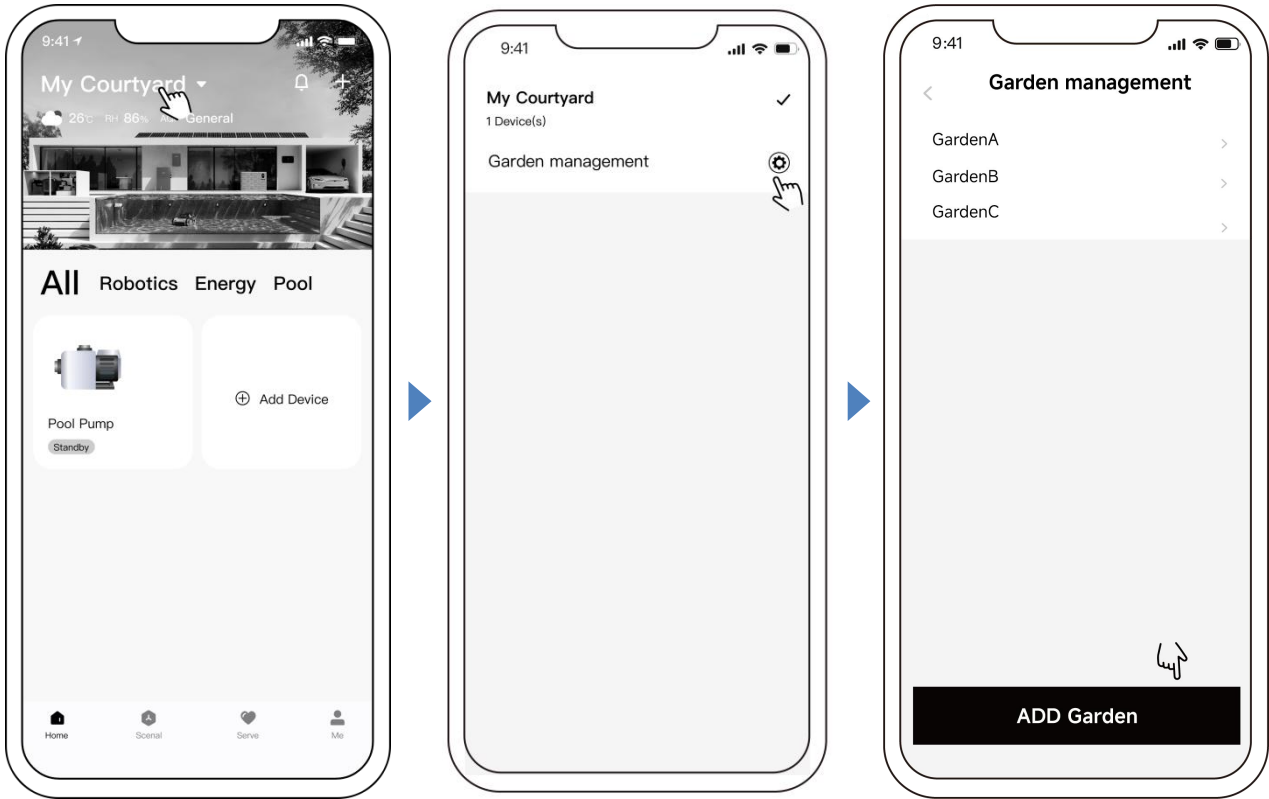 9:41
My Courtyard
26°C RH 86% AQI General
All Robotics Energy Pool
Pool Pump
Standby
Add Device
Home Scenal Serve Me
9:41
My Courtyard
1 Device(s)
Garden management
9:41
Garden management
GardenA
GardenB
GardenC
ADD Garden